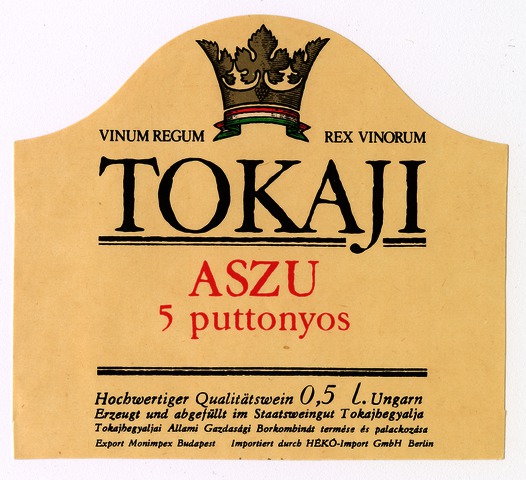 VINUM REGUM REX VINORUM
TOKAJI
ASZU
5 puttonyos
Hochwertiger Qualitätswein 0,5 l. Ungarn
Erzeugt und abgefüllt im Staatsweingut Tokajhegyalja
Tokajhegyaljai Állami Gazdasági Borkombinát termése és palackozása
Export Monimpex Budapest Importiert durch HEKÖ-Import GmbH Berlin